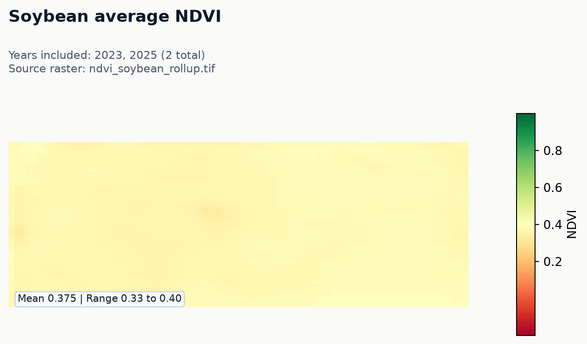 Soybean average NDVI
Years included: 2023, 2025 (2 total)
Source raster: ndvi_soybean_rollup.tif
0.8
0.6
0.4
0.2
NDVI
Mean 0.375 | Range 0.33 to 0.40